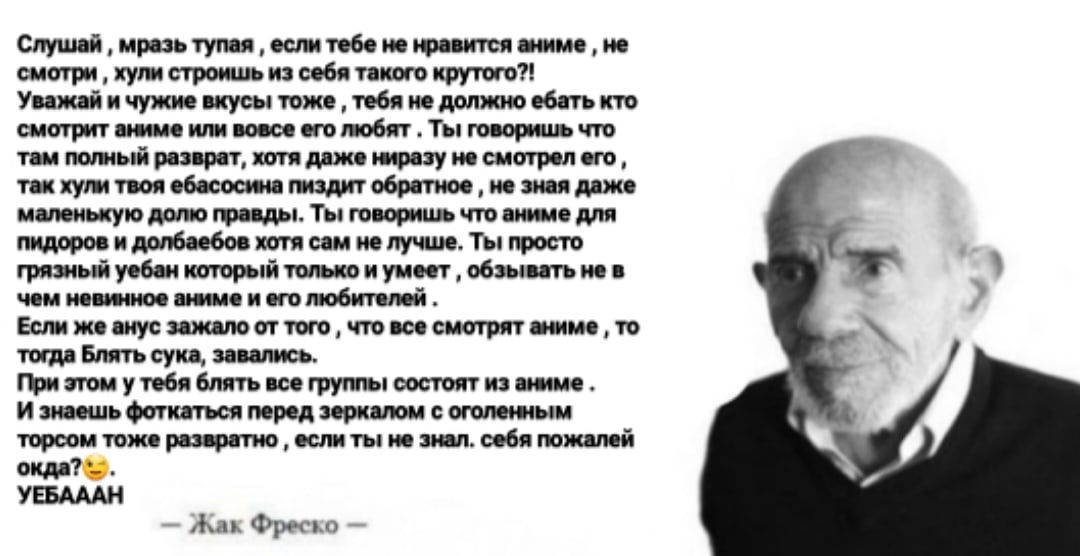 Слушай , мразь тупая , если тебе не нравится аниме , не
смотри , хули строишь из себя такого крутого?!
Уважай и чужие вкусы тоже , тебя не должно ебать кто
смотрит аниме или вовсе его любят . Ты говоришь что
там полный разврат, хотя даже ниразу не смотрел его ,
так хули твоя ебасосина пиздит обратное , не зная даже
маленькую долю правды. Ты говоришь что аниме для
пидоров и долбаебов хотя сам не лучше. Ты просто
грязный уебан который только и умеет , обзывать не в
чем невинное аниме и его любителей .
Если же анус зажало от того , что все смотрят аниме , то
тогда Блять сука, завались.
При этом у тебя блять все группы состоят из аниме .
И знаешь фоткаться перед зеркалом с оголенным
торсом тоже развратно , если ты не знал. себя пожалей
окда?😉.
УЕБАААН
— Жак Фреско —